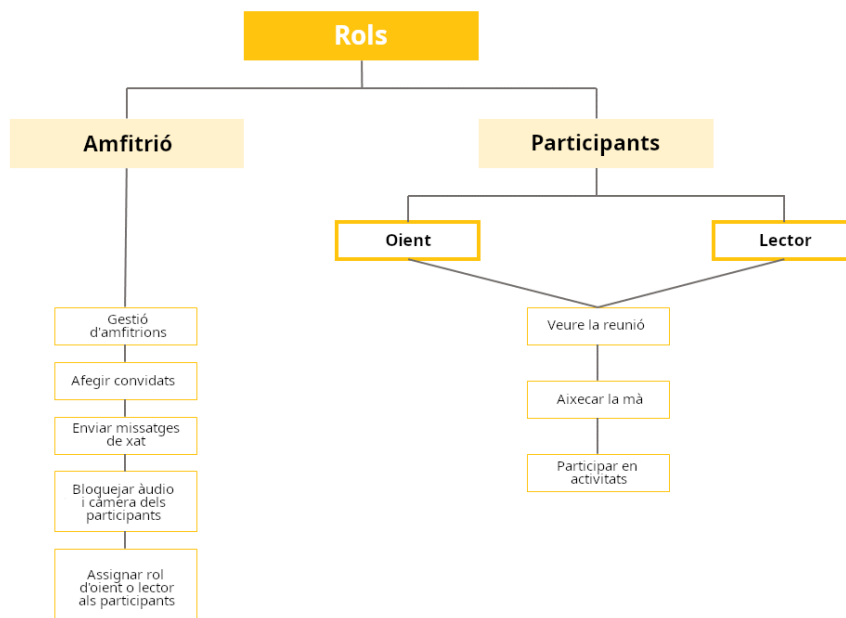 Rols
Amfitrió
Participants
Oient
Lector
Gestió
d'amfitrions
Afegir convidats
Enviar missatges
de xat
Bloquejar àudio
i càmera dels
participants
Assignar rol
d'oient o lector
als participants
Veure la reunió
Aixecar la mà
Participar en
activitats